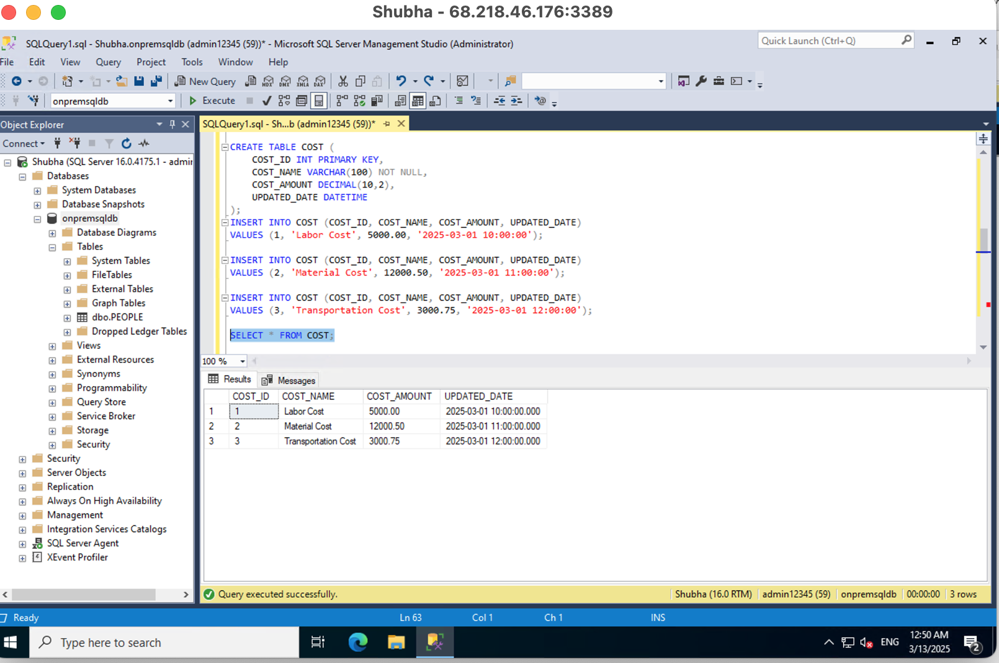 Shubha - 68.218.46.176:3389
SQLQuery1.sql - Shubha.onpremsqldb (admin12345 (59))* - Microsoft SQL Server Management Studio (Administrator)
Quick Launch (Ctrl+Q)
File Edit View Query Project Tools Window Help
New Query MDX DMX XMLA DAX
onpremsqldb Execute
Object Explorer
SQLQuery1.sql - Sh...b (admin12345 (59))*
Connect
Shubha (SQL Server 16.0.4175.1 - admir
Databases
System Databases
Database Snapshots
onpremsqldb
Database Diagrams
Tables
System Tables
FileTables
External Tables
Graph Tables
dbo.PEOPLE
Dropped Ledger Tables
Views
External Resources
Synonyms
Programmability
Query Store
Service Broker
Storage
Security
Security
Server Objects
Replication
Always On High Availability
Management
Integration Services Catalogs
SQL Server Agent
XEvent Profiler
CREATE TABLE COST (
COST_ID INT PRIMARY KEY,
COST_NAME VARCHAR(100) NOT NULL,
COST_AMOUNT DECIMAL(10,2),
UPDATED_DATE DATETIME
);
INSERT INTO COST (COST_ID, COST_NAME, COST_AMOUNT, UPDATED_DATE)
VALUES (1, 'Labor Cost', 5000.00, '2025-03-01 10:00:00');
INSERT INTO COST (COST_ID, COST_NAME, COST_AMOUNT, UPDATED_DATE)
VALUES (2, 'Material Cost', 12000.50, '2025-03-01 11:00:00');
INSERT INTO COST (COST_ID, COST_NAME, COST_AMOUNT, UPDATED_DATE)
VALUES (3, 'Transportation Cost', 3000.75, '2025-03-01 12:00:00');
SELECT * FROM COST;
100 %
Results Messages
COST_ID COST_NAME COST_AMOUNT UPDATED_DATE
1 1 Labor Cost 5000.00 2025-03-01 10:00:00.000
2 2 Material Cost 12000.50 2025-03-01 11:00:00.000
3 3 Transportation Cost 3000.75 2025-03-01 12:00:00.000
Query executed successfully. Shubha (16.0 RTM) admin12345 (59) onpremsqldb 00:00:00 3 rows
Ready Ln 63 Col 1 Ch 1 INS
Type here to search
ENG
12:50 AM
3/13/2025
2